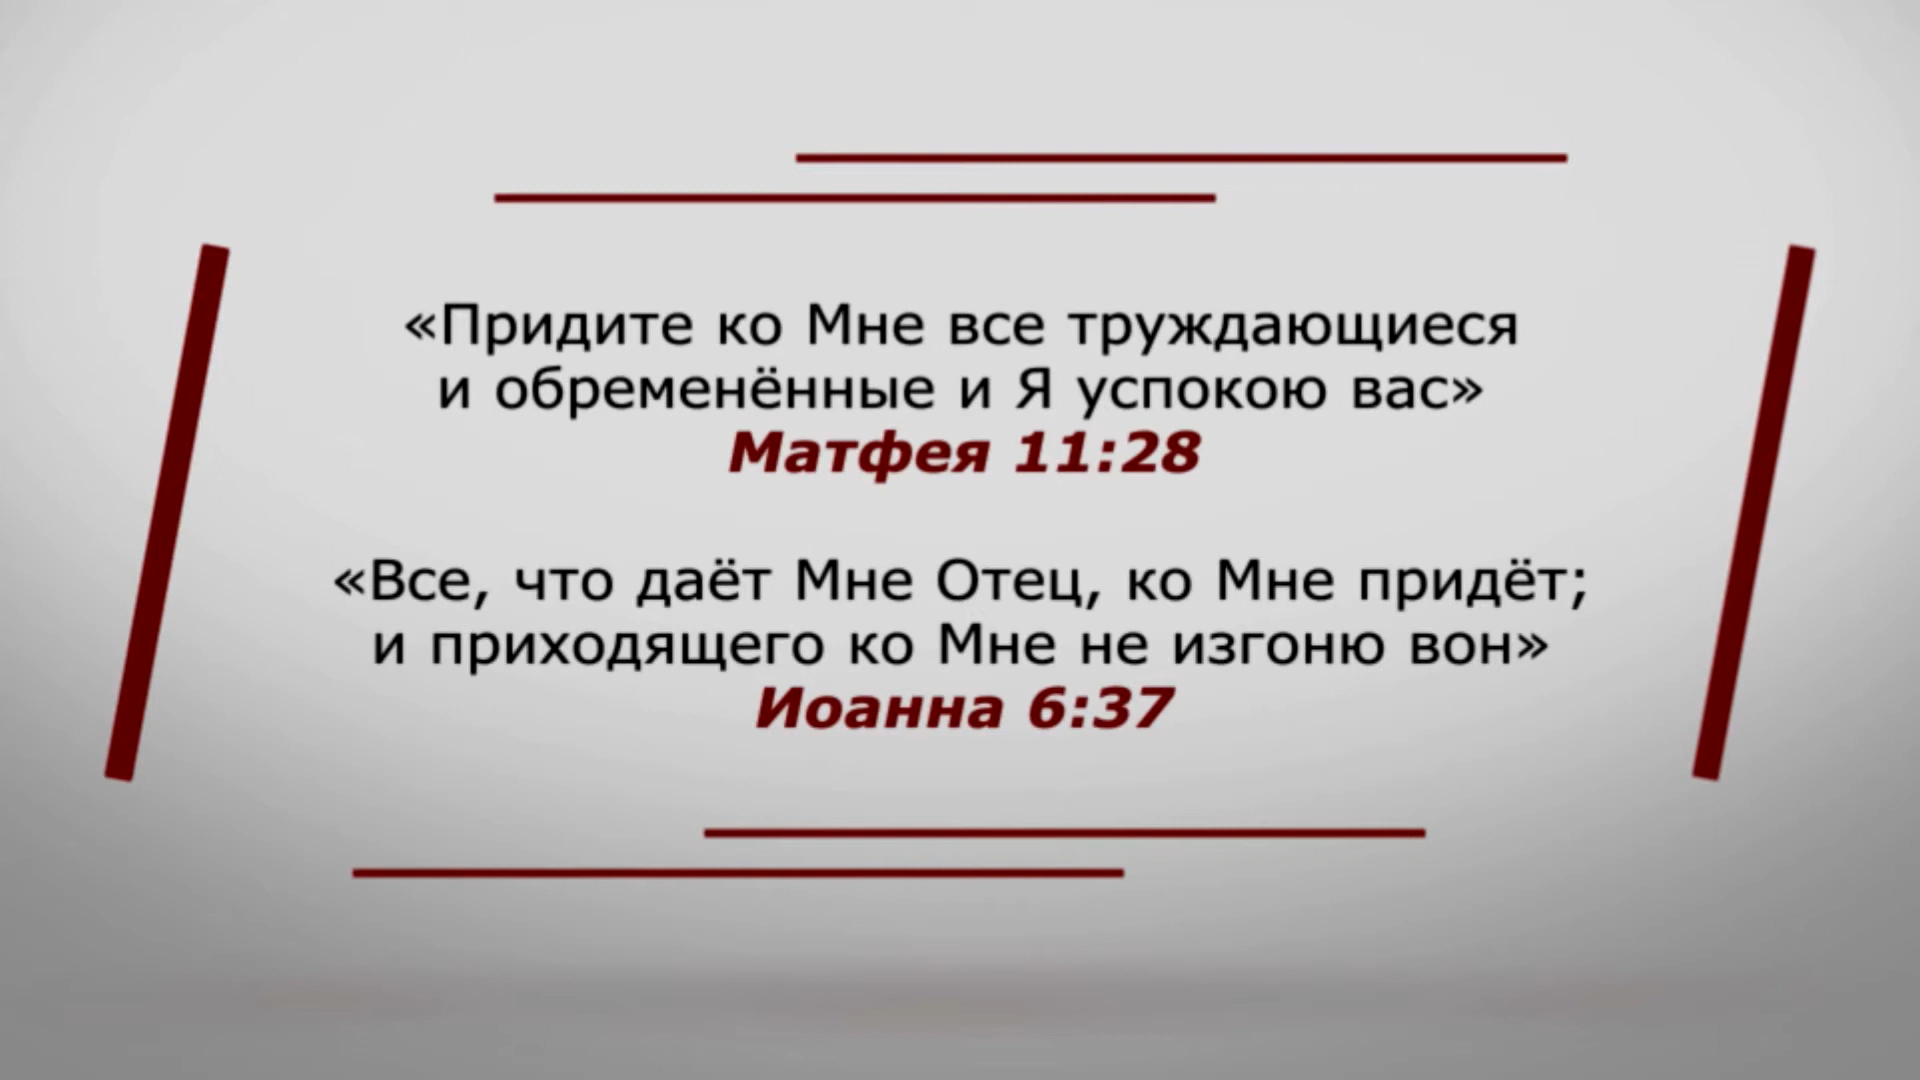 «Придите ко Мне все труждающиеся
и обременённые и Я успокою вас»
Матфея 11:28
«Все, что даёт Мне Отец, ко Мне придёт;
и приходящего ко Мне не изгоню вон»
Иоанна 6:37